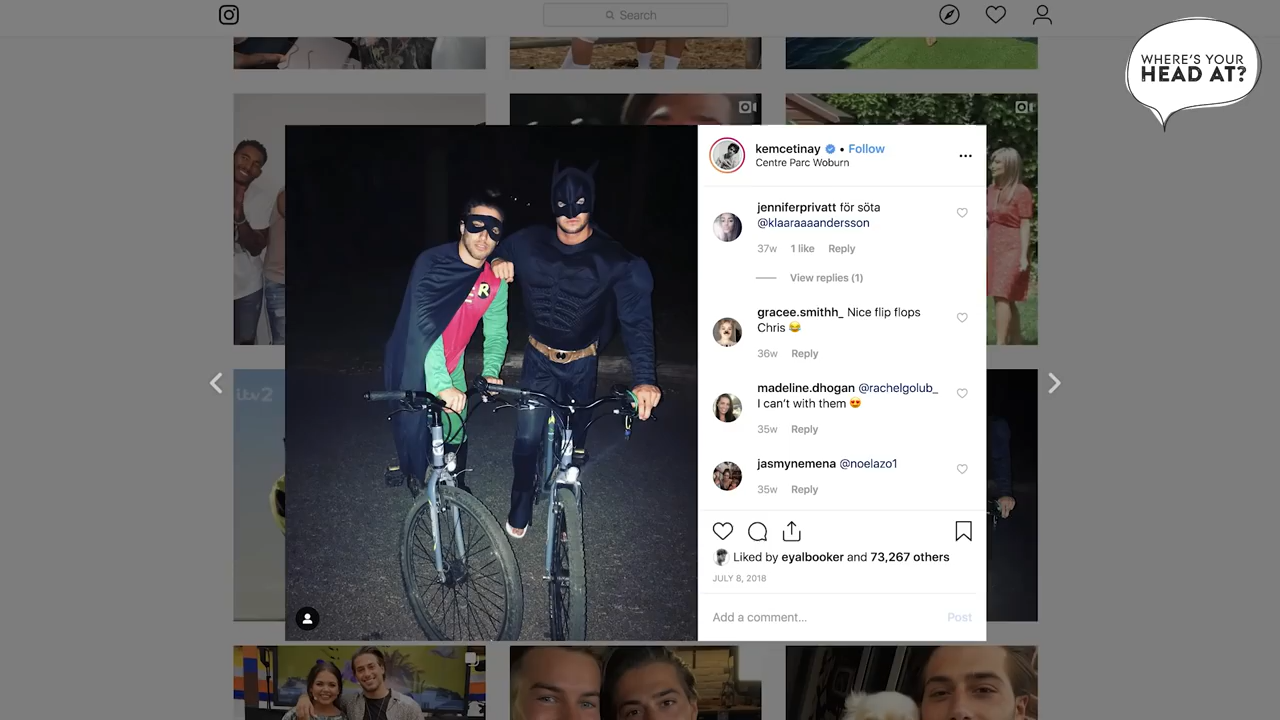 Search
WHERE'S YOUR
HEAD AT?
kemcetinay • Follow
Centre Parc Woburn
jenniferprivatt för söta
@klaaraaaandersson
37w 1 like Reply
View replies (1)
gracee.smithh_ Nice flip flops
Chris 😂
36w Reply
madeline.dhogan @rachelgolub_
I can't with them 😍
35w Reply
jasmynemena @noelazo1
35w Reply
Liked by eyalbooker and 73,267 others
JULY 8, 2018
Add a comment...
Post
itv2
R